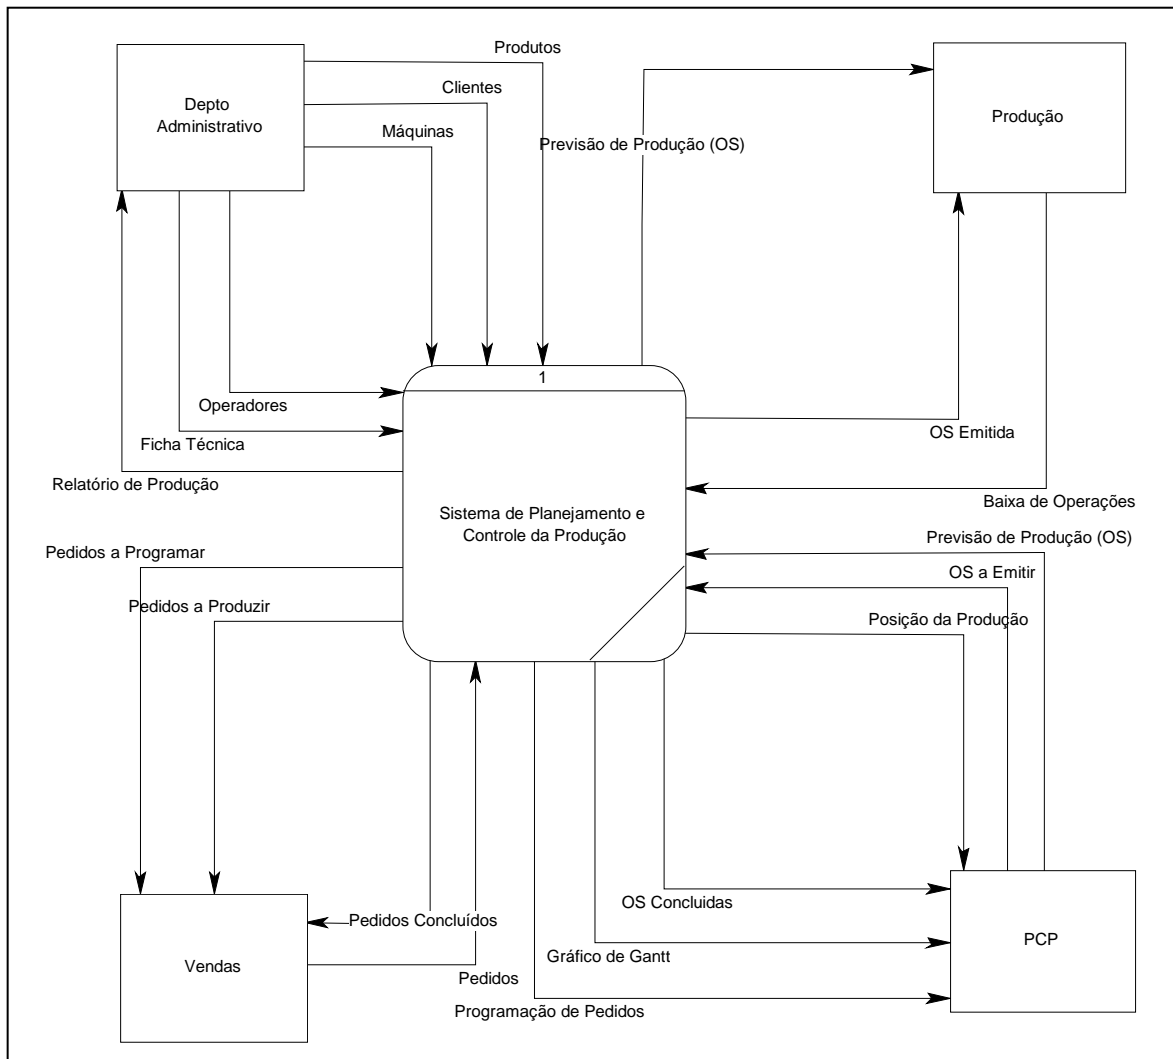 Produtos
Depto
Administrativo
Clientes
Máquinas
Produção
Previsão de Produção (OS)
1
Operadores
OS Emitida
Ficha Técnica
Relatório de Produção
Baixa de Operações
Sistema de Planejamento e
Controle da Produção
Previsão de Produção (OS)
Pedidos a Programar
OS a Emitir
Pedidos a Produzir
Posição da Produção
OS Concluidas
Pedidos Concluídos
PCP
Gráfico de Gantt
Vendas
Pedidos
Programação de Pedidos